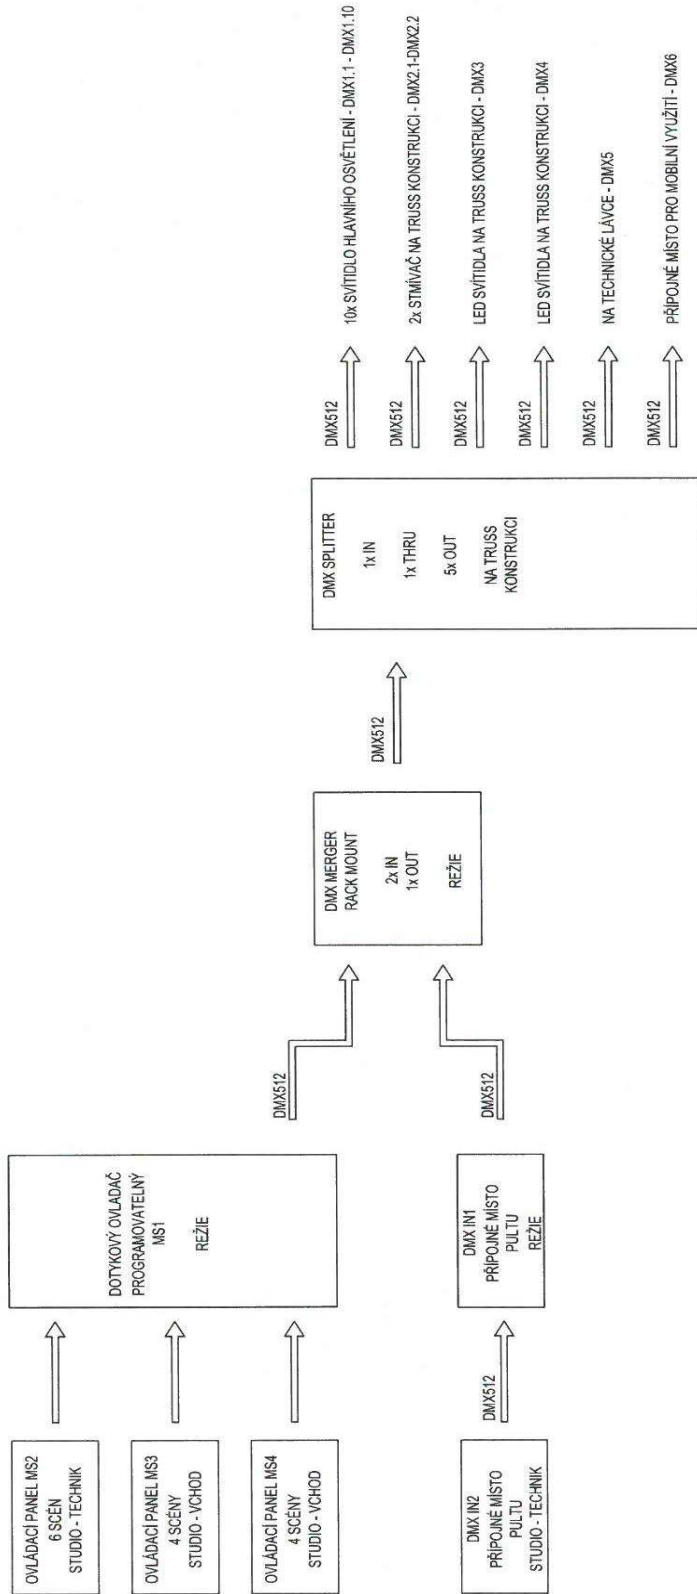 OVLÁDACÍ PANEL MS2
6 SCÉN
STUDIO - TECHNIK
OVLÁDACÍ PANEL MS3
4 SCÉNY
STUDIO - VCHOD
OVLÁDACÍ PANEL MS4
4 SCÉNY
STUDIO - VCHOD
DMX IN2
PŘÍPOJNÉ MÍSTO
PULTU
STUDIO - TECHNIK
DMX512
DOTYKOVÝ OVLADAČ
PROGRAMOVATELNÝ
MS1
REŽIE
DMX IN1
PŘÍPOJNÉ MÍSTO
PULTU
REŽIE
DMX512
DMX512
DMX MERGER
RACK MOUNT
2x IN
1x OUT
REŽIE
DMX512
DMX SPLITTER
1x IN
1x THRU
5x OUT
NA TRUSS
KONSTRUKCI
DMX512
10x SVÍTIDLO HLAVNÍHO OSVĚTLENÍ - DMX1.1 - DMX1.10
DMX512
2x STMÍVAČ NA TRUSS KONSTRUKCI - DMX2.1-DMX2.2
DMX512
LED SVÍTIDLA NA TRUSS KONSTRUKCI - DMX3
DMX512
LED SVÍTIDLA NA TRUSS KONSTRUKCI - DMX4
DMX512
NA TECHNICKÉ LÁVCE - DMX5
DMX512
PŘÍPOJNÉ MÍSTO PRO MOBILNÍ VYUŽITÍ - DMX6